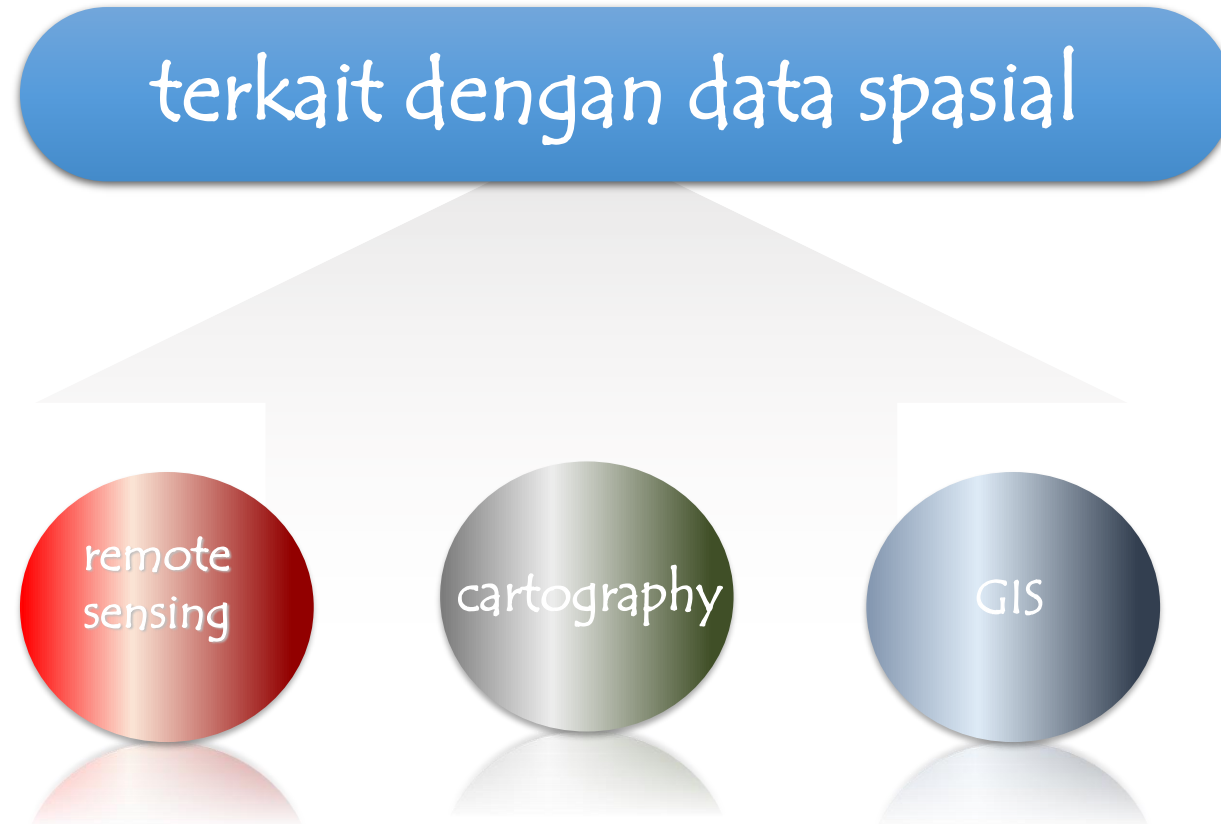 terkait dengan data spasial
remote
sensing
cartography
GIS